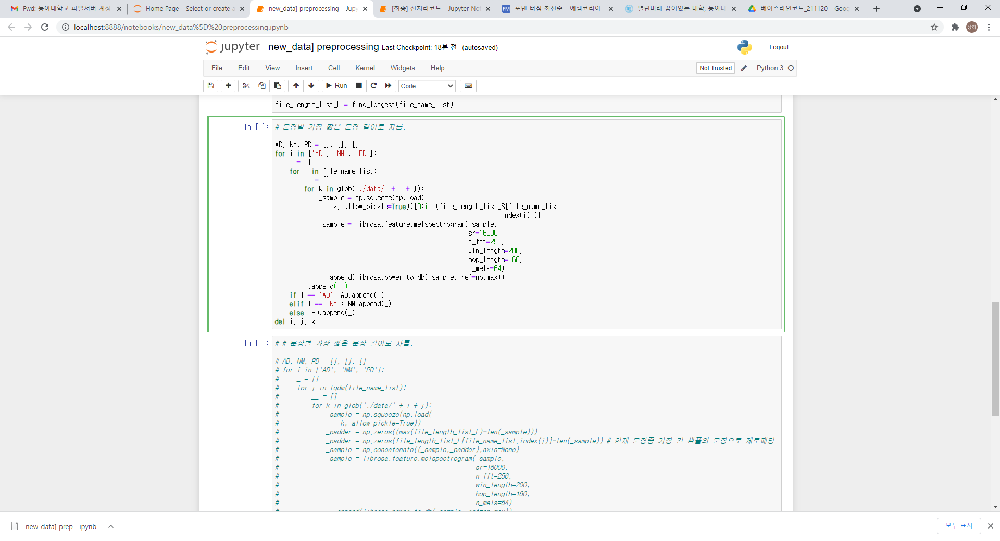 Fwd: 동아대학교 파일서버 계정
Home Page - Select or create a
new_data] preprocessing - Jupy
[최종] 전처리코드 - Jupyter Not
포텐 터짐 최신순 - 에펨코리아
열린미래 꿈이있는 대학, 동아대
베이스라인코드_211120 - Goog
localhost:8888/notebooks/new_data%5D%20preprocessing.ipynb
상하
jupyter new_data] preprocessing Last Checkpoint: 18분 전 (autosaved)
Logout
File Edit View Insert Cell Kernel Widgets Help
Not Trusted
Python 3
Run
Code
file_length_list_L = find_longest(file_name_list)
In [ ]:
# 문장별 가장 짧은 문장 길이로 자름.
AD, NM, PD = [], [], []
for i in ['AD', 'NM', 'PD']:
    _ = []
    for j in file_name_list:
        __ = []
        for k in glob('./data/' + i + j):
            _sample = np.squeeze(np.load(
                k, allow_pickle=True))[0:int(file_length_list_S[file_name_list.
                                                                index(j)])]
            _sample = librosa.feature.melspectrogram(_sample,
                                                     sr=16000,
                                                     n_fft=256,
                                                     win_length=200,
                                                     hop_length=160,
                                                     n_mels=64)
            __.append(librosa.power_to_db(_sample, ref=np.max))
        _.append(__)
    if i == 'AD': AD.append(_)
    elif i == 'NM': NM.append(_)
    else: PD.append(_)
del i, j, k
In [ ]:
# # 문장별 가장 짧은 문장 길이로 자름.
# AD, NM, PD = [], [], []
# for i in ['AD', 'NM', 'PD']:
#     _ = []
#     for j in tqdm(file_name_list):
#         __ = []
#         for k in glob('./data/' + i + j):
#             _sample = np.squeeze(np.load(
#                 k, allow_pickle=True))
#             _padder = np.zeros((max(file_length_list_L)-len(_sample)))
#             _padder = np.zeros(file_length_list_L[file_name_list.index(j)]-len(_sample)) # 현재 문장중 가장 긴 샘플의 문장으로 제로패딩
#             _sample = np.concatenate((_sample,_padder),axis=None)
#             _sample = librosa.feature.melspectrogram(_sample,
#                                                      sr=16000,
#                                                      n_fft=256,
#                                                      win_length=200,
#                                                      hop_length=160,
#                                                      n_mels=64)
#             __.append(librosa.power_to_db(_sample, ref=np.max))
new_data] prep....ipynb
모두 표시